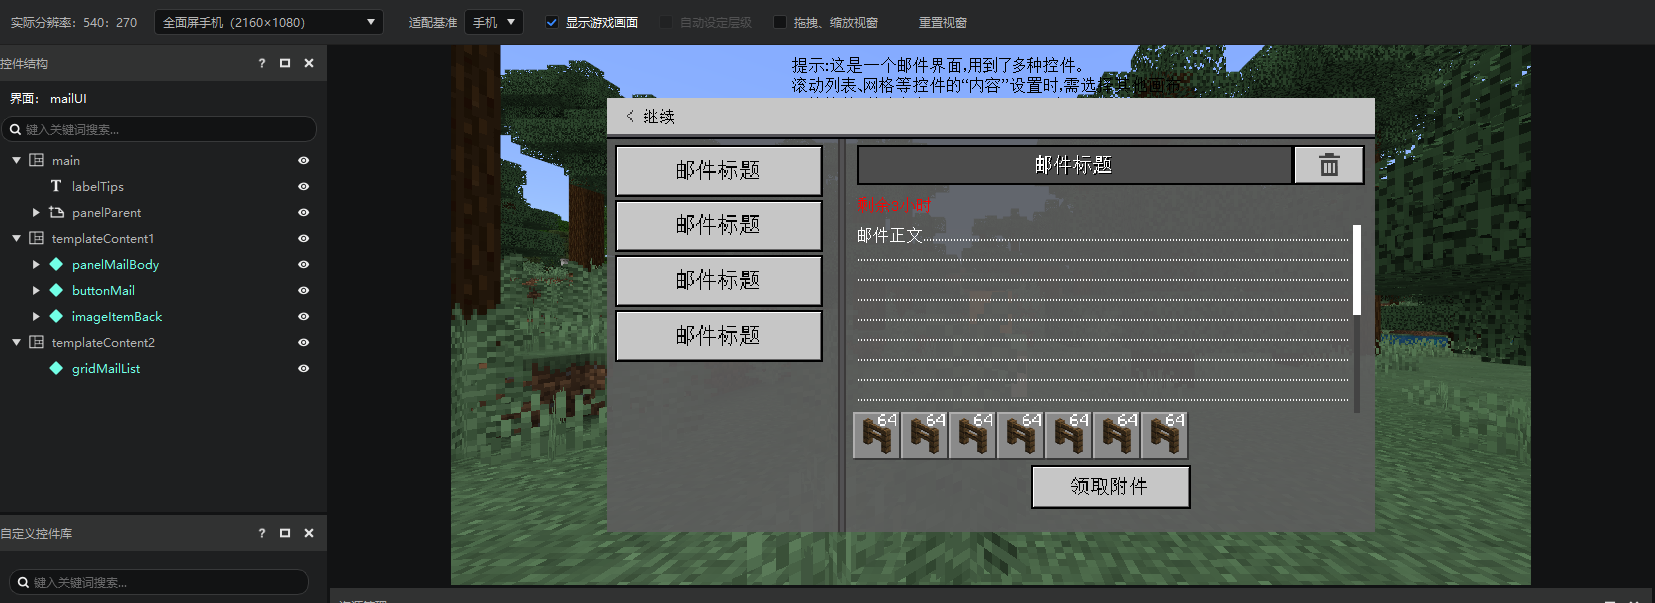 实际分辨率: 540: 270
全面屏手机 (2160×1080)
适配基准
手机
显示游戏画面
自动设定层级
拖拽、缩放视窗
重置视窗
控件结构
?
界面: mailUI
键入关键词搜索...
main
labelTips
panelParent
templateContent1
panelMailBody
buttonMail
imageItemBack
templateContent2
gridMailList
自定义控件库
?
键入关键词搜索...
提示:这是一个邮件界面,用到了多种控件。
滚动列表、网格等控件的“内容”设置时,需选择其他画布
< 继续
邮件标题
邮件标题
邮件标题
邮件标题
邮件标题
邮件正文
64
64
64
64
64
64
64
领取附件